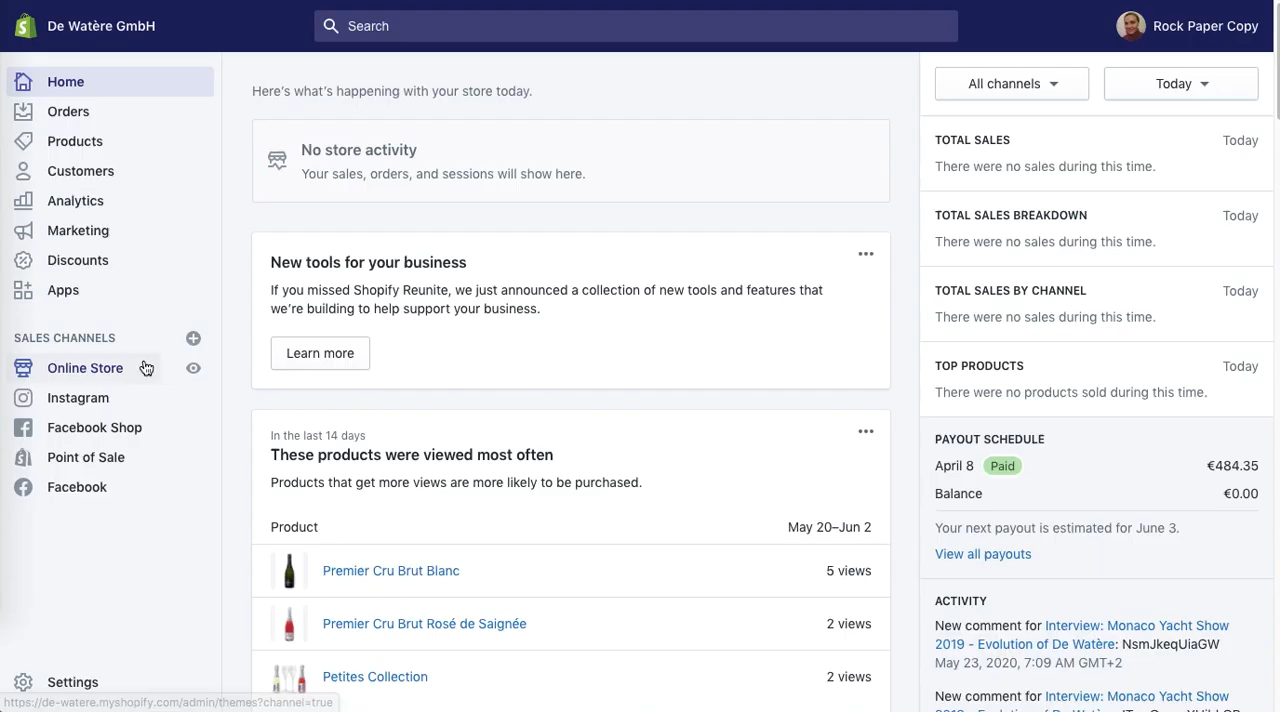 De Watère GmbH
Search
Rock Paper Copy
Home
Orders
Products
Customers
Analytics
Marketing
Discounts
Apps
SALES CHANNELS
Online Store
Instagram
Facebook Shop
Point of Sale
Facebook
Settings
https://de-watere.myshopify.com/admin/themes?channel=true
Here's what's happening with your store today.
No store activity
Your sales, orders, and sessions will show here.
New tools for your business
If you missed Shopify Reunite, we just announced a collection of new tools and features that
we're building to help support your business.
Learn more
In the last 14 days
These products were viewed most often
Products that get more views are more likely to be purchased.
Product May 20–Jun 2
Premier Cru Brut Blanc 5 views
Premier Cru Brut Rosé de Saignée 2 views
Petites Collection 2 views
All channels Today
TOTAL SALES Today
There were no sales during this time.
TOTAL SALES BREAKDOWN Today
There were no sales during this time.
TOTAL SALES BY CHANNEL Today
There were no sales during this time.
TOP PRODUCTS Today
There were no products sold during this time.
PAYOUT SCHEDULE
April 8 Paid €484.35
Balance €0.00
Your next payout is estimated for June 3.
View all payouts
ACTIVITY
New comment for Interview: Monaco Yacht Show
2019 - Evolution of De Watère: NsmJkeqUiaGW
May 23, 2020, 7:09 AM GMT+2
New comment for Interview: Monaco Yacht Show